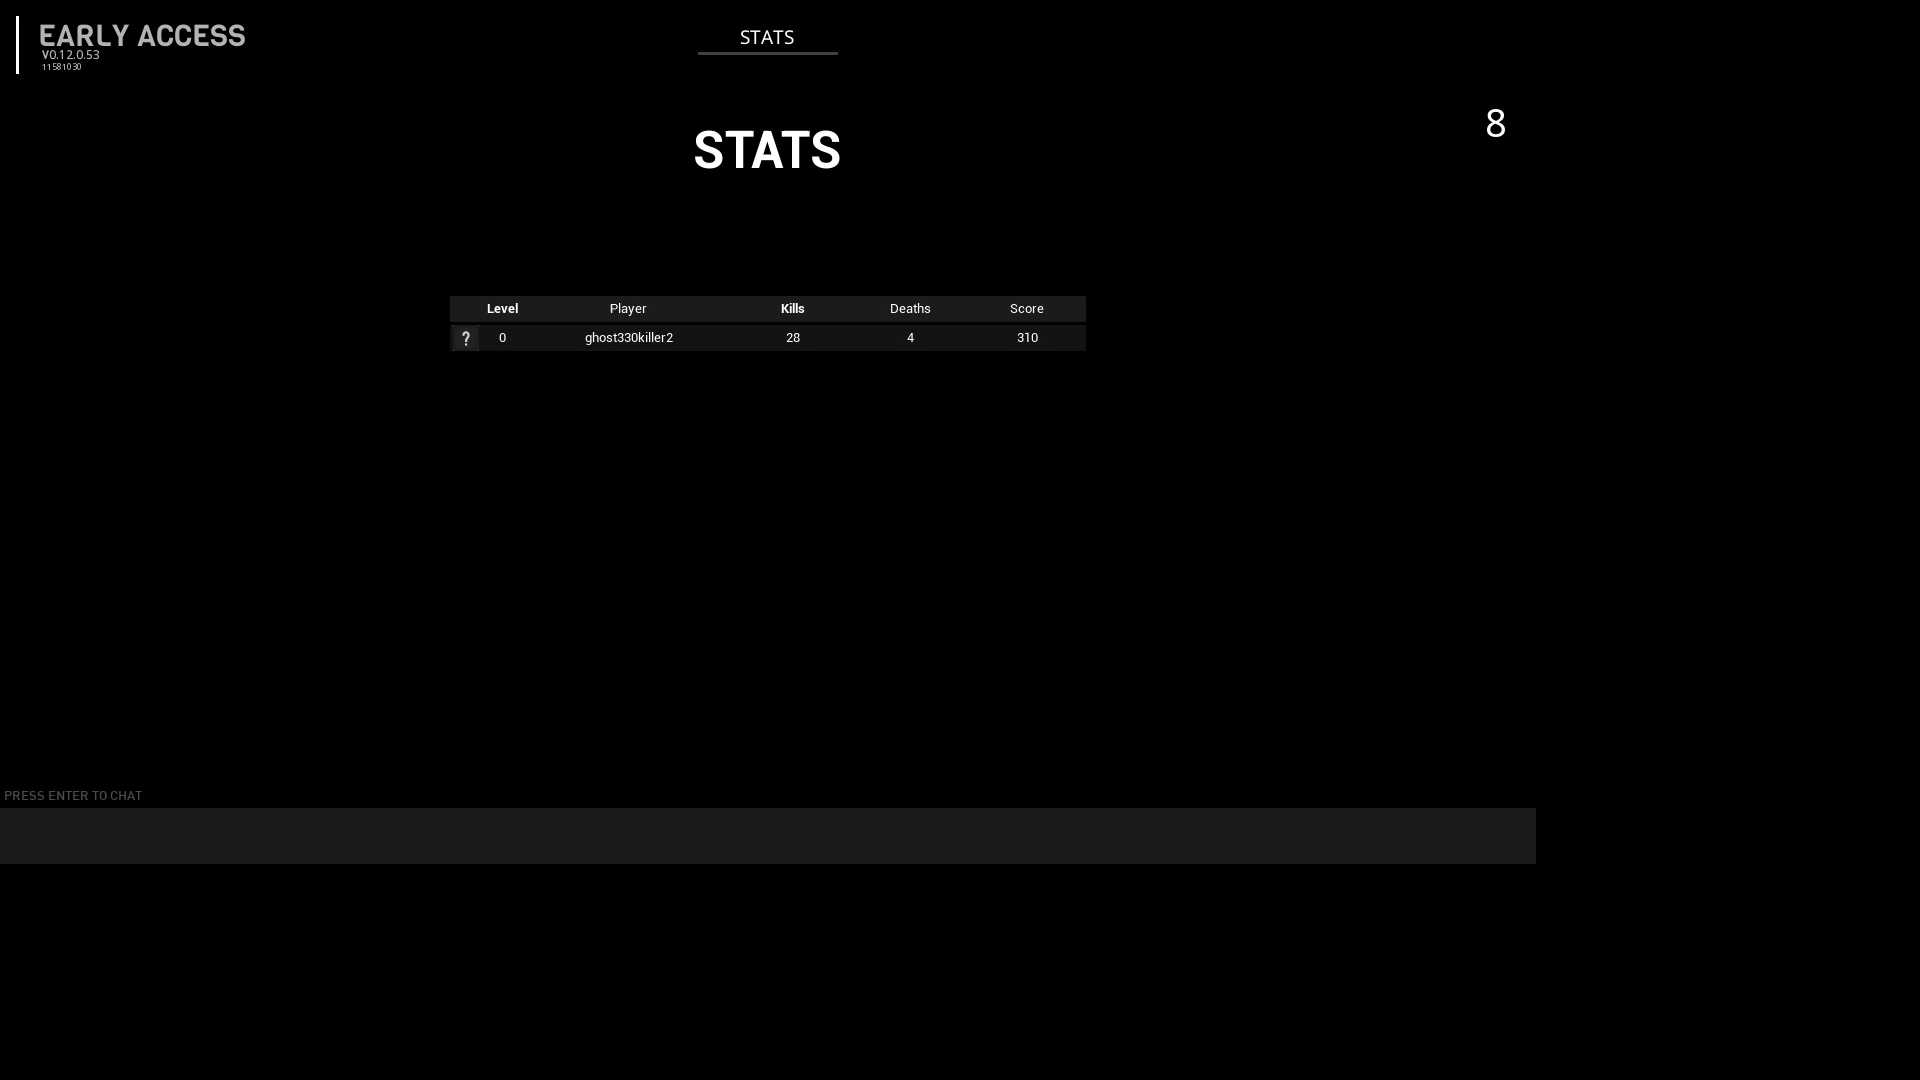 EARLY ACCESS
V0.12.0.53
11581030
STATS
8
STATS
Level Player Kills Deaths Score
? 0 ghost330killer2 28 4 310
PRESS ENTER TO CHAT